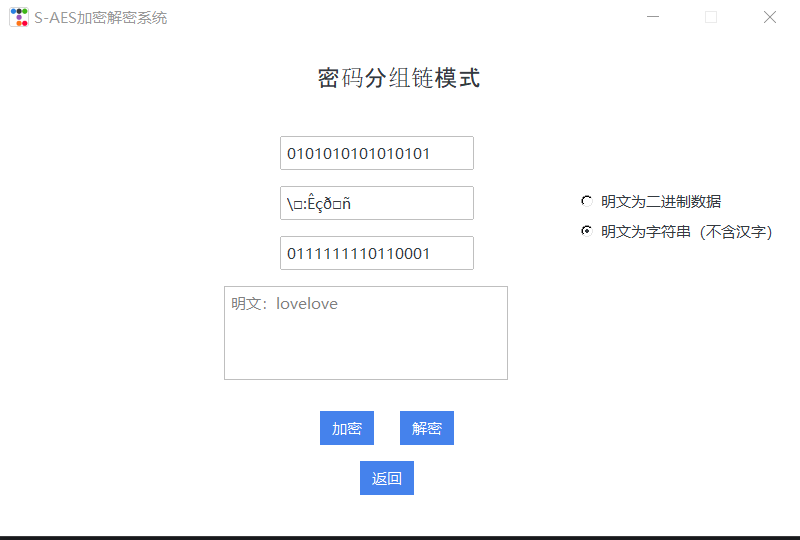 S-AES加密解密系统
密码分组链模式
0101010101010101
\□:Êçð□ñ
明文为二进制数据
明文为字符串（不含汉字）
0111111110110001
明文：lovelove
加密
解密
返回